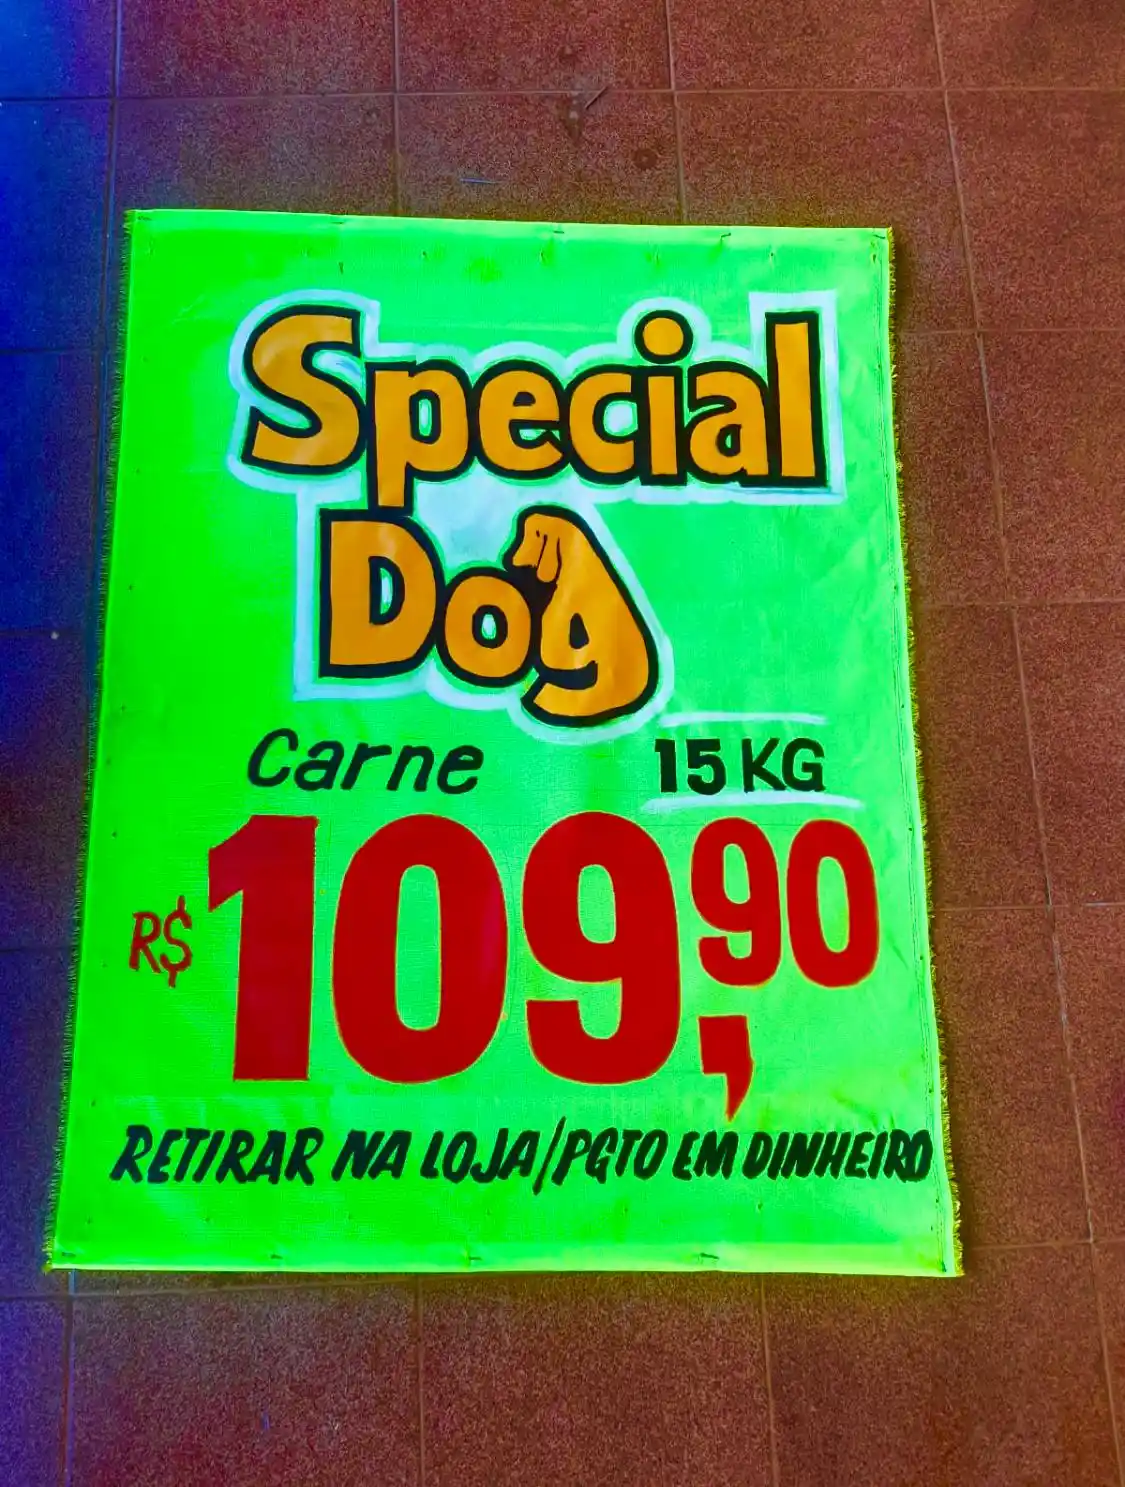 Special
Dog
Carne 15 KG
R$ 109,90
RETIRAR NA LOJA/PGTO EM DINHEIRO